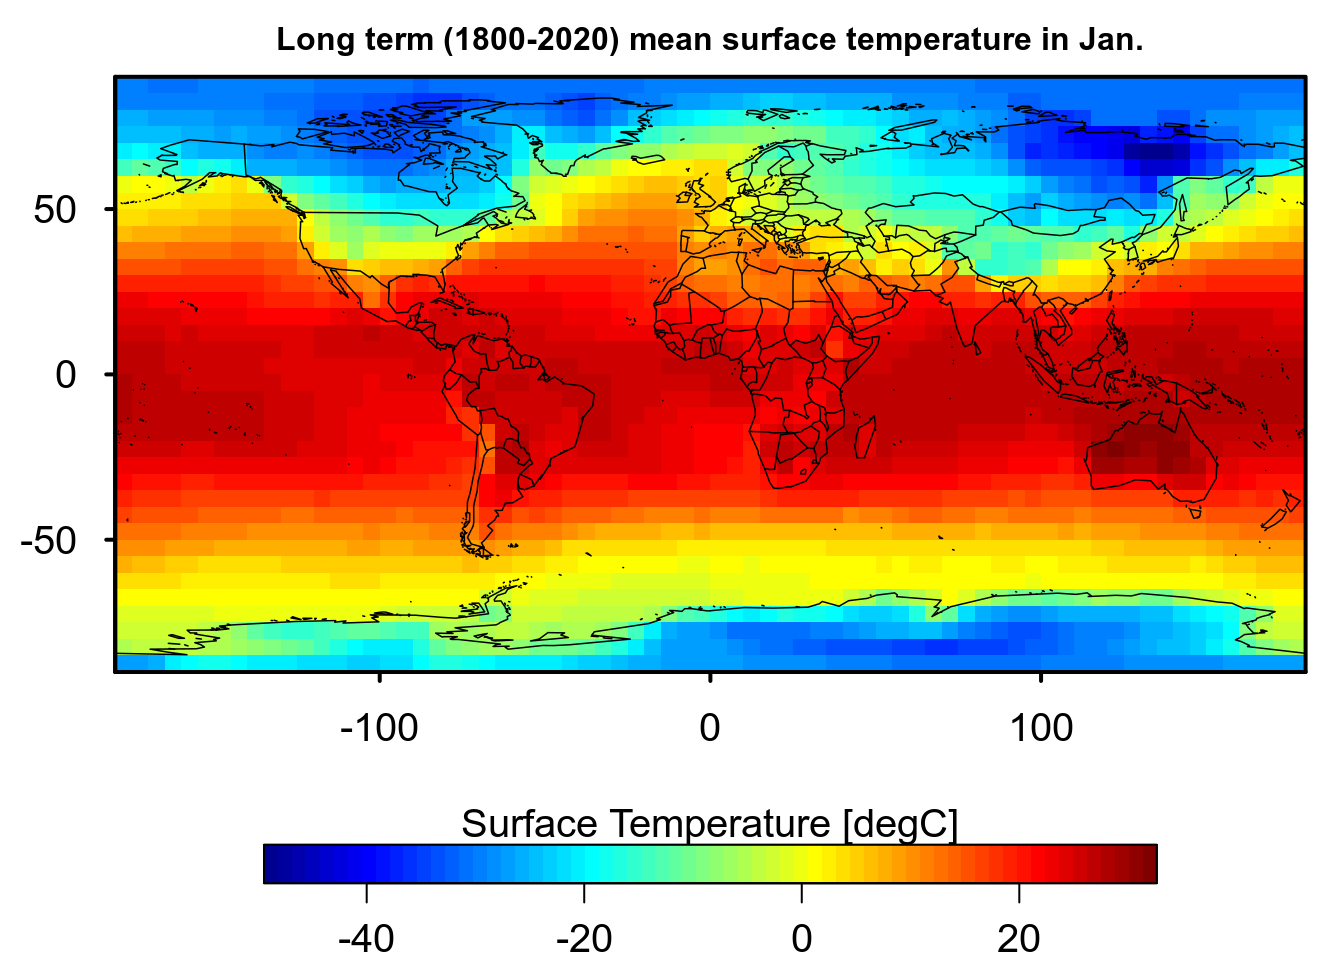 Long term (1800-2020) mean surface temperature in Jan.
50
0
-50
-100 0 100
Surface Temperature [degC]
-40 -20 0 20